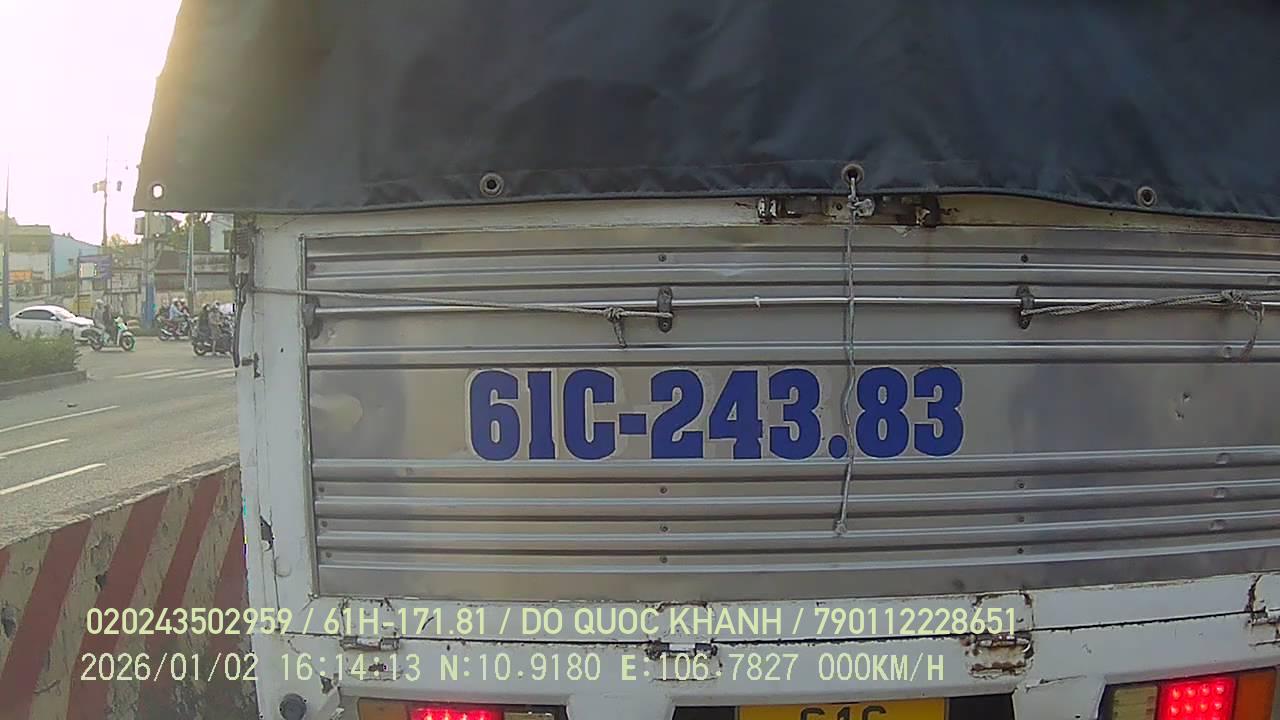 61C-243.83
020243502959 / 61H-171.81 / DO QUOC KHANH / 790112228651
2026/01/02 16:14:13 N:10.9180 E:106.7827 000KM/H
61C